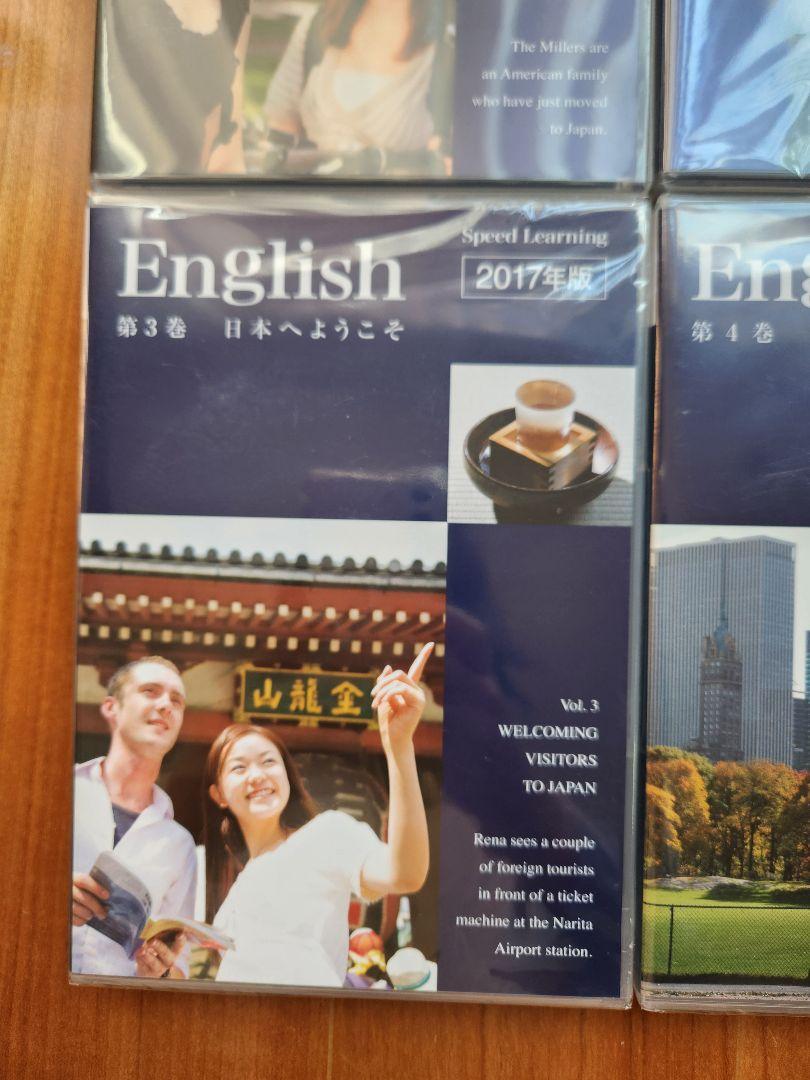 The Millers are
an American family
who have just moved
to Japan.
English
Speed Learning
2017年版
第3巻 日本へようこそ
山龍金
Vol. 3
WELCOMING
VISITORS
TO JAPAN
Rena sees a couple
of foreign tourists
in front of a ticket
machine at the Narita
Airport station.
Eng
第4巻